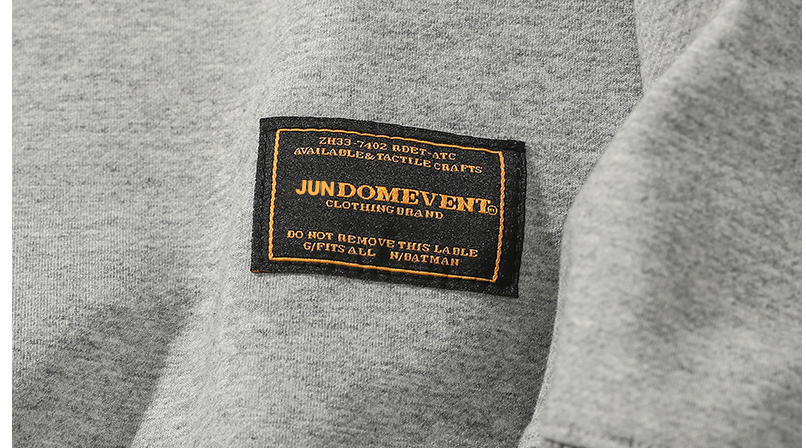 ZH33-7402 RDET-ATC
AVAILABLE&TACTILE CRAFTS
JUNDOMEVENT®
CLOTHING BRAND
DO NOT REMOVE THIS LABLE
G/FITS ALL N/BATMAN